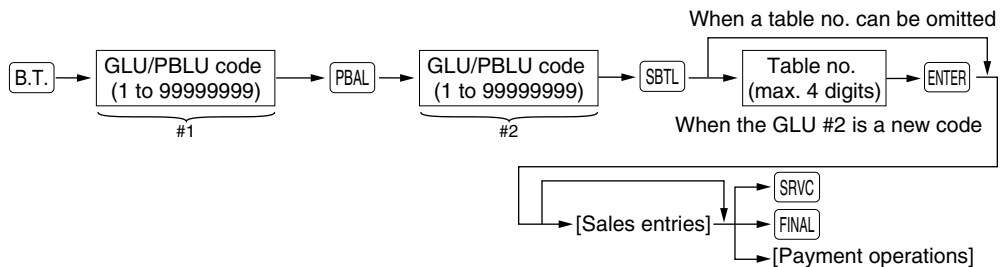 When a table no. can be omitted
B.T.
GLU/PBLU code
(1 to 99999999)
#1
PBAL
GLU/PBLU code
(1 to 99999999)
#2
SBTL
Table no.
(max. 4 digits)
ENTER
When the GLU #2 is a new code
[Sales entries]
SRVC
FINAL
[Payment operations]